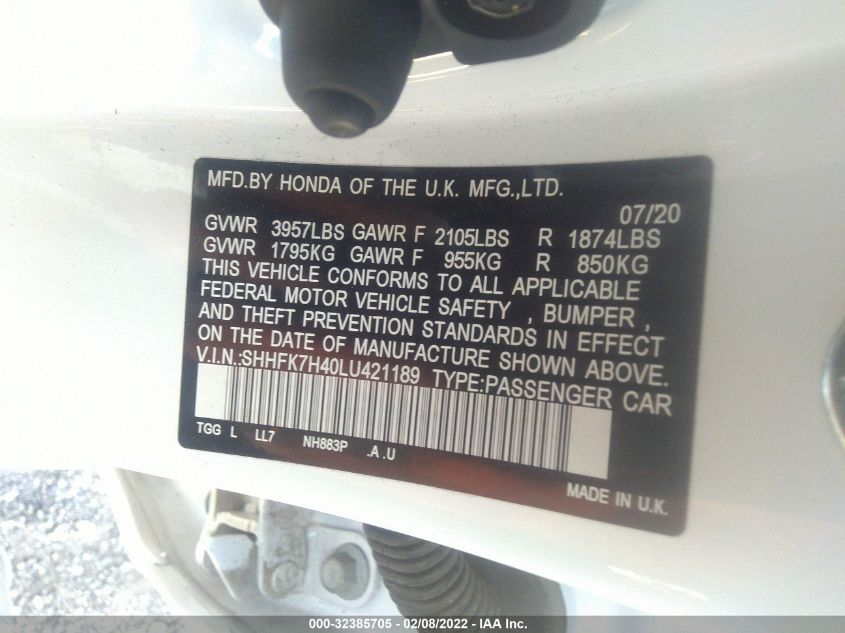 MFD.BY HONDA OF THE U.K. MFG.,LTD.
07/20
GVWR 3957LBS GAWR F 2105LBS R 1874LBS
GVWR 1795KG GAWR F 955KG R 850KG
THIS VEHICLE CONFORMS TO ALL APPLICABLE
FEDERAL MOTOR VEHICLE SAFETY , BUMPER ,
AND THEFT PREVENTION STANDARDS IN EFFECT
ON THE DATE OF MANUFACTURE SHOWN ABOVE.
V.I.N.:SHHFK7H40LU421189 TYPE:PASSENGER CAR
TGG L LL7 NH883P .A .U
MADE IN U.K.
000-32385705 - 02/08/2022 - IAA Inc.